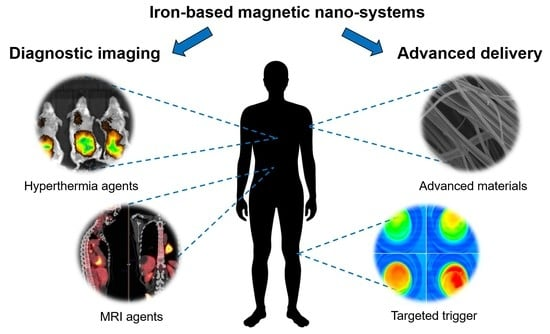 Iron-based magnetic nano-systems
Diagnostic imaging
Advanced delivery
Hyperthermia agents
Advanced materials
MRI agents
Targeted trigger